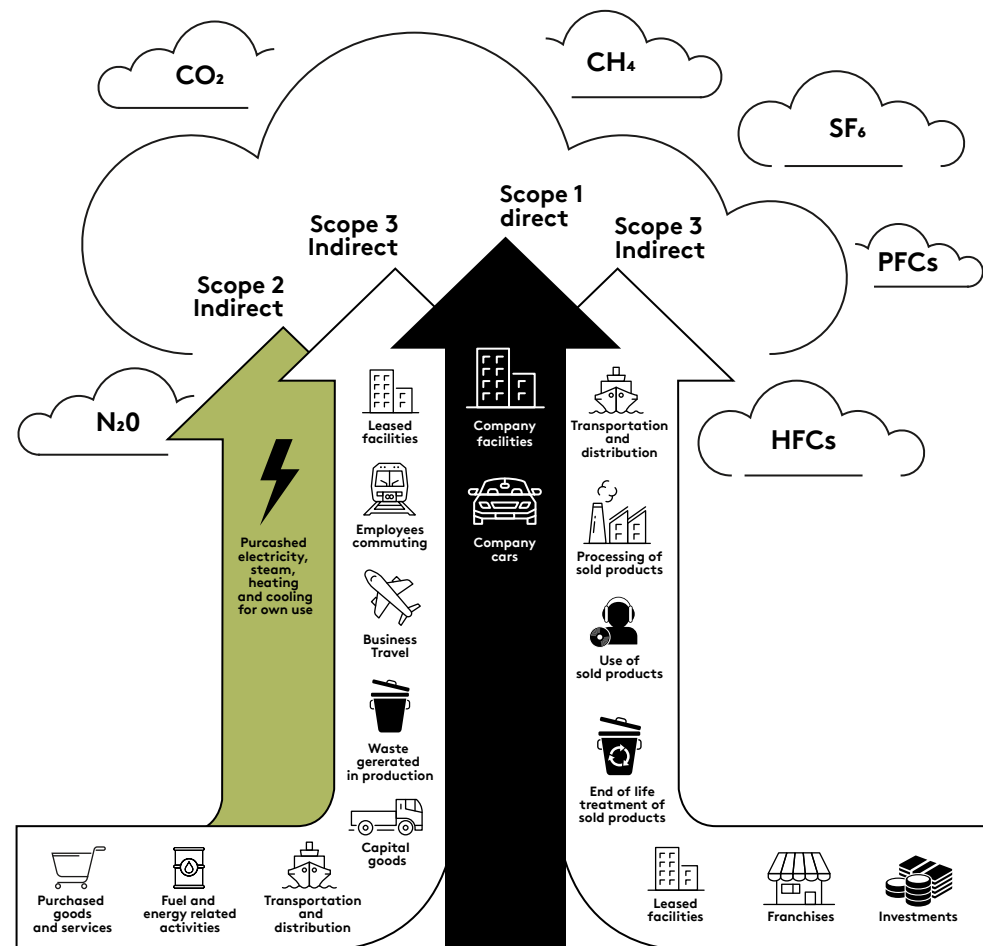 CO₂
CH₄
SF₆
PFCs
N₂0
HFCs
Scope 2
Indirect
Scope 3
Indirect
Scope 1
direct
Scope 3
Indirect
Purcashed
electricity,
steam,
heating
and cooling
for own use
Leased
facilities
Employees
commuting
Business
Travel
Waste
gererated
in production
Capital
goods
Company
facilities
Company
cars
Transportation
and
distribution
Processing of
sold products
Use of
sold products
End of life
treatment of
sold products
Purchased
goods
and services
Fuel and
energy related
activities
Transportation
and
distribution
Leased
facilities
Franchises
Investments